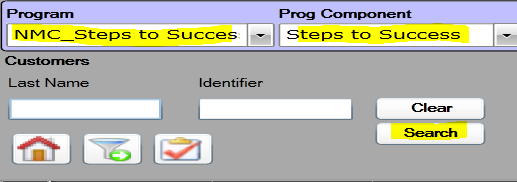 Program Prog Component
NMC_Steps to Succes Steps to Success
Customers
Last Name Identifier
Clear
Search